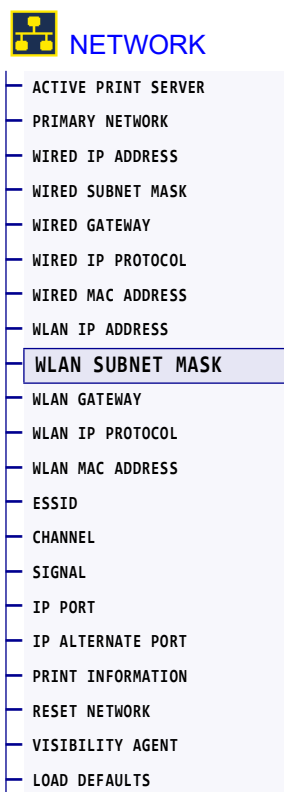 NETWORK
ACTIVE PRINT SERVER
PRIMARY NETWORK
WIRED IP ADDRESS
WIRED SUBNET MASK
WIRED GATEWAY
WIRED IP PROTOCOL
WIRED MAC ADDRESS
WLAN IP ADDRESS
WLAN SUBNET MASK
WLAN GATEWAY
WLAN IP PROTOCOL
WLAN MAC ADDRESS
ESSID
CHANNEL
SIGNAL
IP PORT
IP ALTERNATE PORT
PRINT INFORMATION
RESET NETWORK
VISIBILITY AGENT
LOAD DEFAULTS